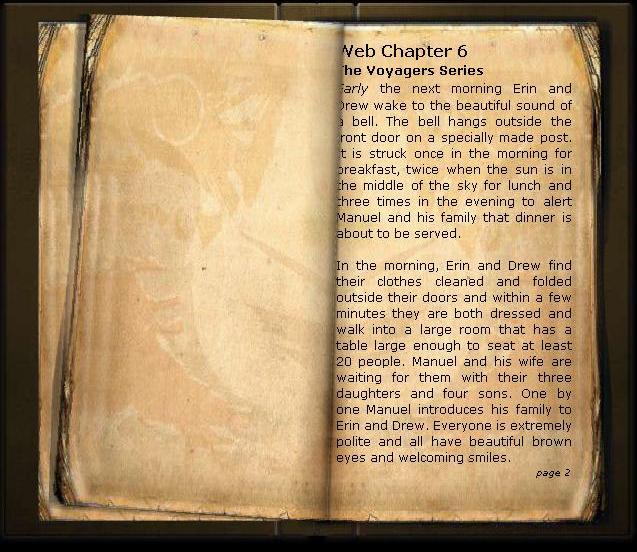 Web Chapter 6
The Voyagers Series
Early the next morning Erin and
Drew wake to the beautiful sound of
a bell. The bell hangs outside the
front door on a specially made post.
It is struck once in the morning for
breakfast, twice when the sun is in
the middle of the sky for lunch and
three times in the evening to alert
Manuel and his family that dinner is
about to be served.
In the morning, Erin and Drew find
their clothes cleaned and folded
outside their doors and within a few
minutes they are both dressed and
walk into a large room that has a
table large enough to seat at least
20 people. Manuel and his wife are
waiting for them with their three
daughters and four sons. One by
one Manuel introduces his family to
Erin and Drew. Everyone is extremely
polite and all have beautiful brown
eyes and welcoming smiles.
page 2